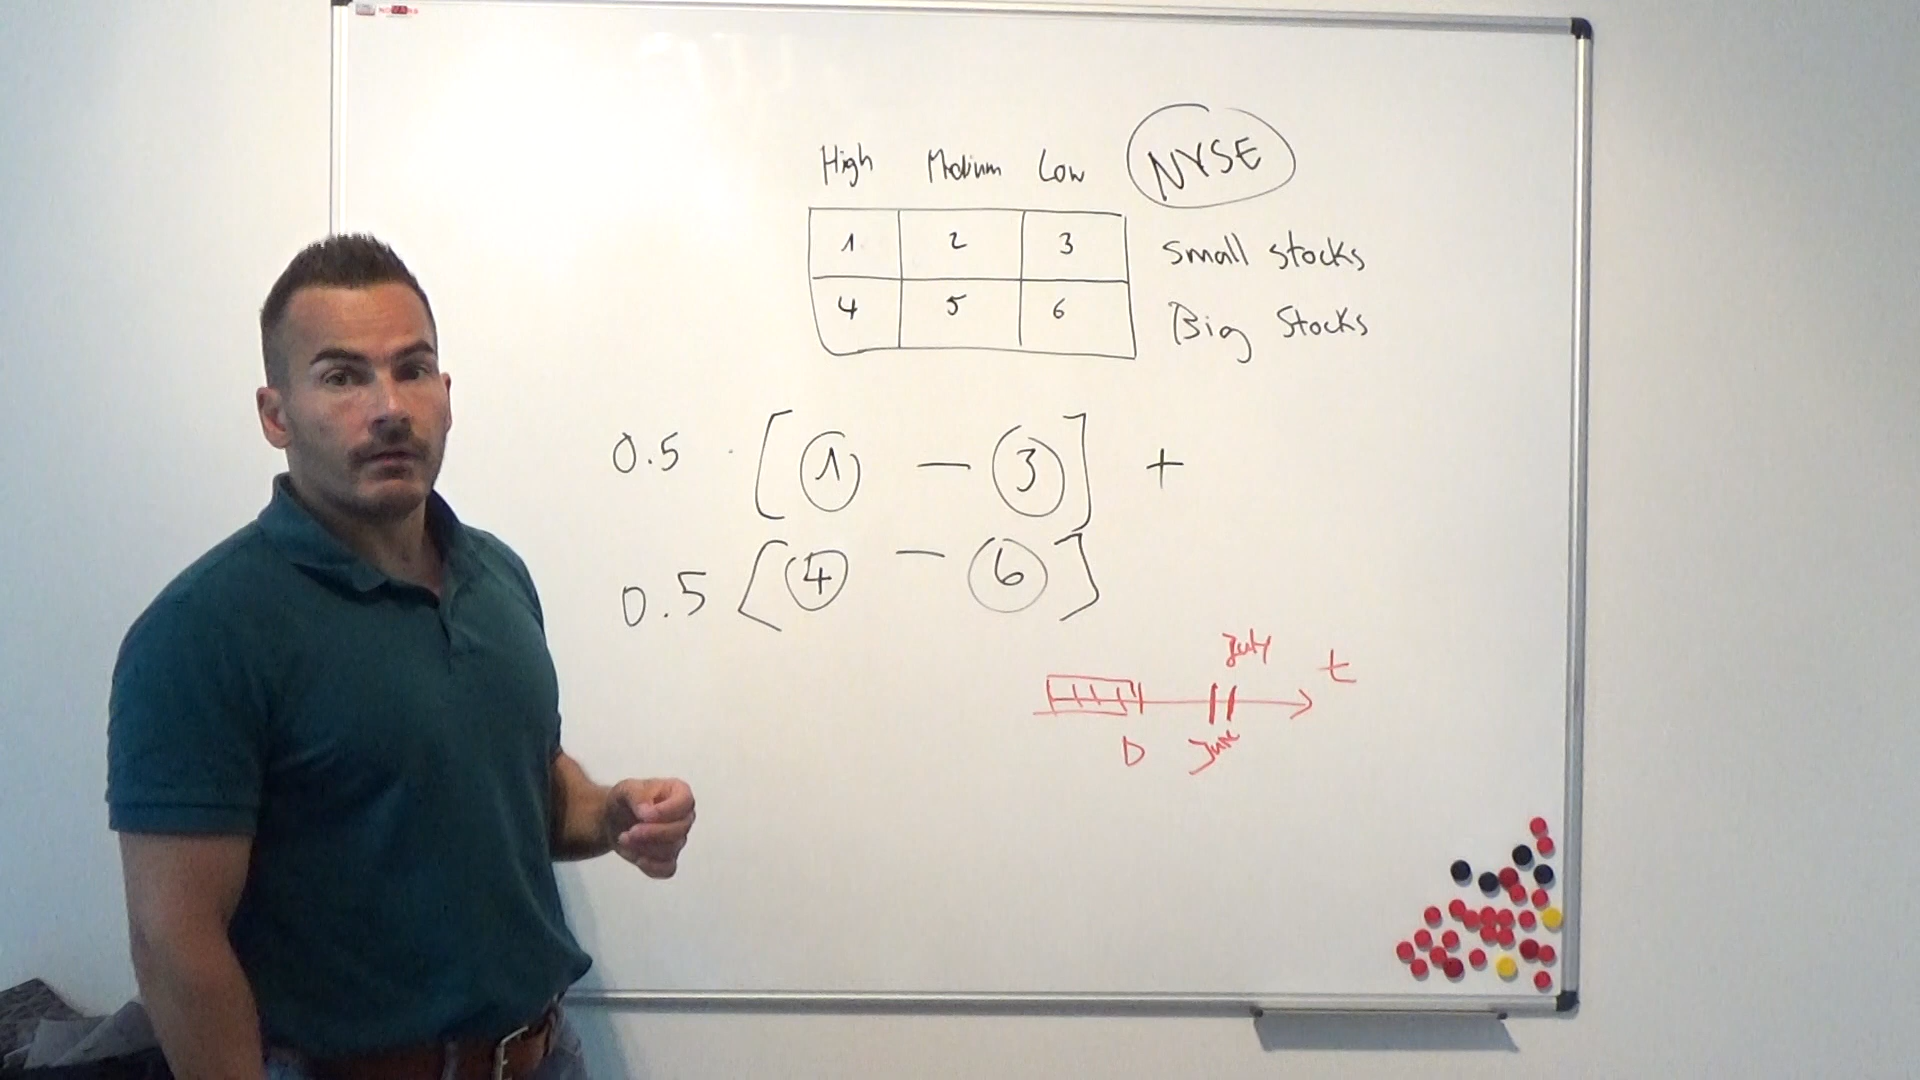 High Medium Low NYSE
1 2 3 Small stocks
4 5 6 Big Stocks
0.5 · [ 1 — 3 ] +
0.5 [ 4 — 6 ]
July t
D June